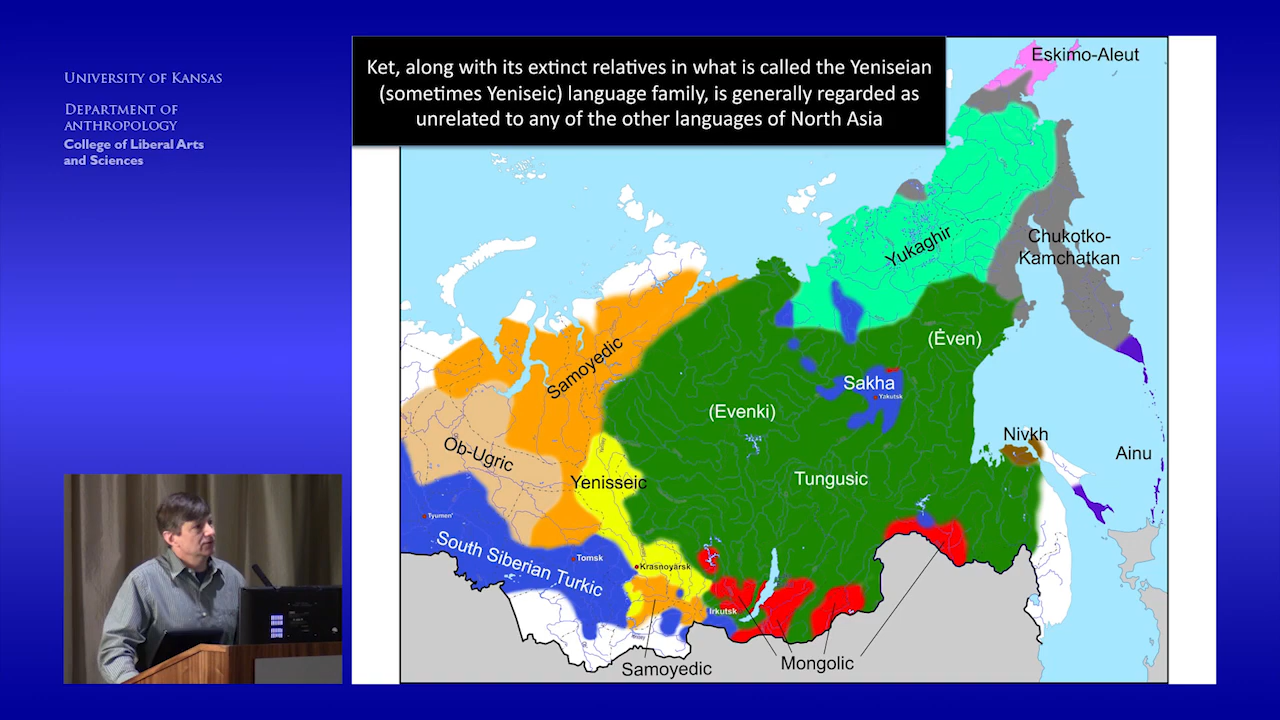 UNIVERSITY OF KANSAS
DEPARTMENT OF
ANTHROPOLOGY
College of Liberal Arts
and Sciences
Ket, along with its extinct relatives in what is called the Yeniseian
(sometimes Yeniseic) language family, is generally regarded as
unrelated to any of the other languages of North Asia
Eskimo-Aleut
Yukaghir
Chukotko-
Kamchatkan
Samoyedic
(Ėven)
Sakha
Yakutsk
(Evenki)
Nivkh
Ainu
Ob-Ugric
Yenisseic
Tungusic
Tyumen'
South Siberian Turkic
Tomsk
Krasnoyarsk
Irkutsk
Samoyedic
Mongolic